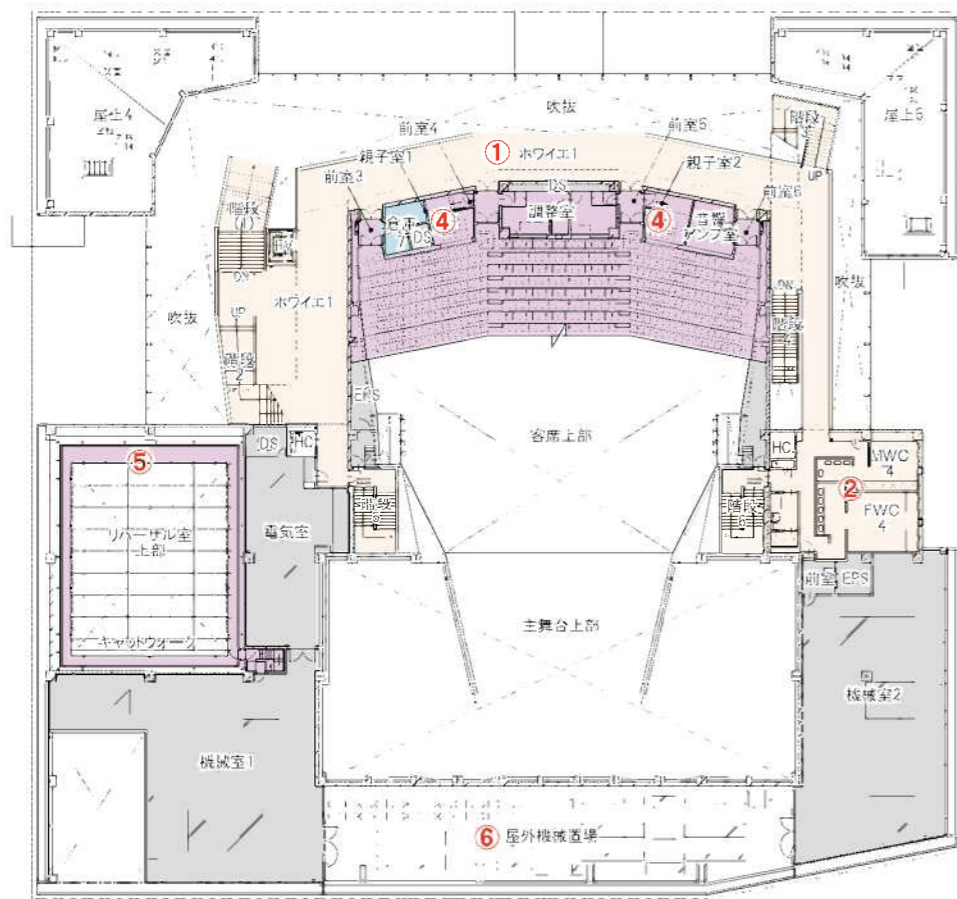 屋上4
吹抜
階段
3
屋上5
前室4
前室5
親子室1
① ホワイエ1
親子室2
UP
前室3
DS
前室6
調整室
④
④
倉庫
7
DS
音響
アンプ室
階段
1
EV
DN
ホワイエ1
DN
吹抜
UP
階段
4
吹抜
階段
2
EPS
客席上部
DS
HC
HC
MWC
4
⑤
②
リハーサル室
上部
電気室
階段
5
階段
6
FWC
4
前室
EPS
主舞台上部
キャットウォーク
機械室2
機械室1
⑥ 屋外機械置場